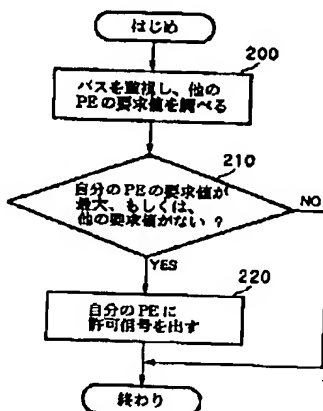 はじめ
200
バスを監視し、他の
PEの要求値を調べる
210
自分のPEの要求値が
最大、もしくは、
他の要求値がない？
NO
YES
220
自分のPEに
許可信号を出す
終わり